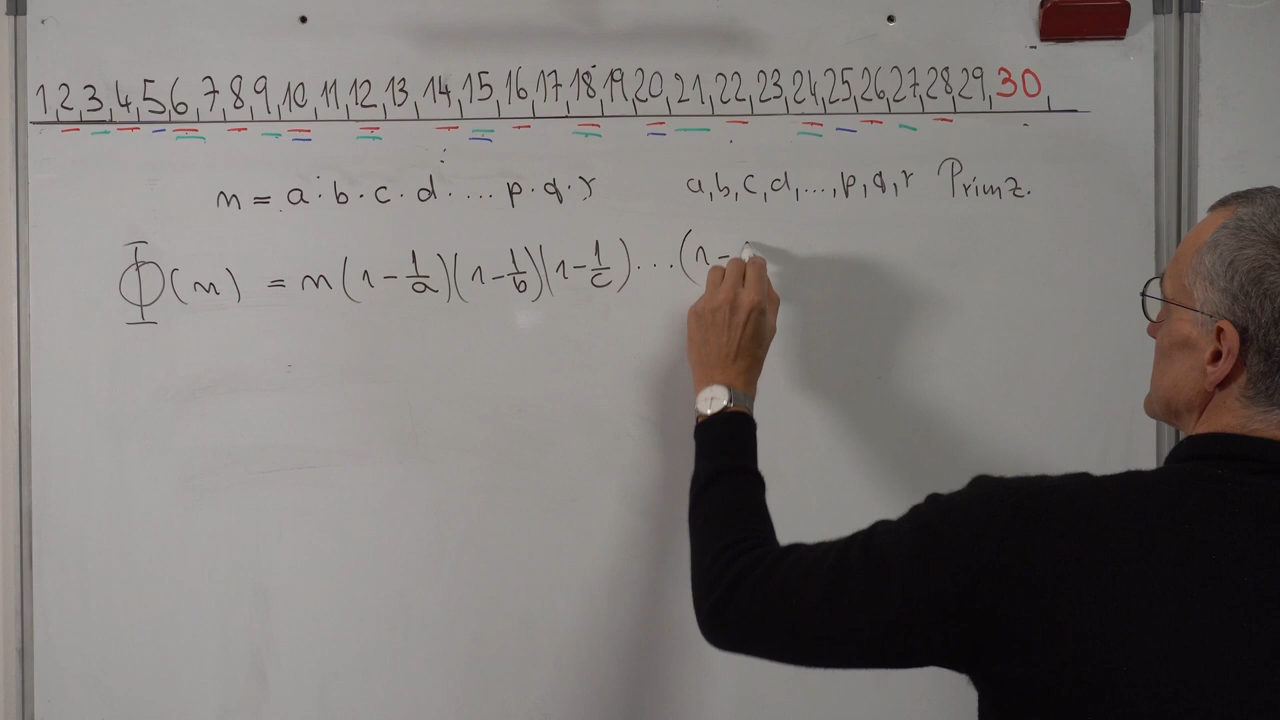 1, 2, 3, 4, 5, 6, 7, 8, 9, 10, 11, 12, 13, 14, 15, 16, 17, 18, 19, 20, 21, 22, 23, 24, 25, 26, 27, 28, 29, 30,
n = a · b · c · d · ... p · q · r a, b, c, d, ..., p, q, r Primz.
Φ(n) = n(1 - 1/a)(1 - 1/b)(1 - 1/c) ... (1 -